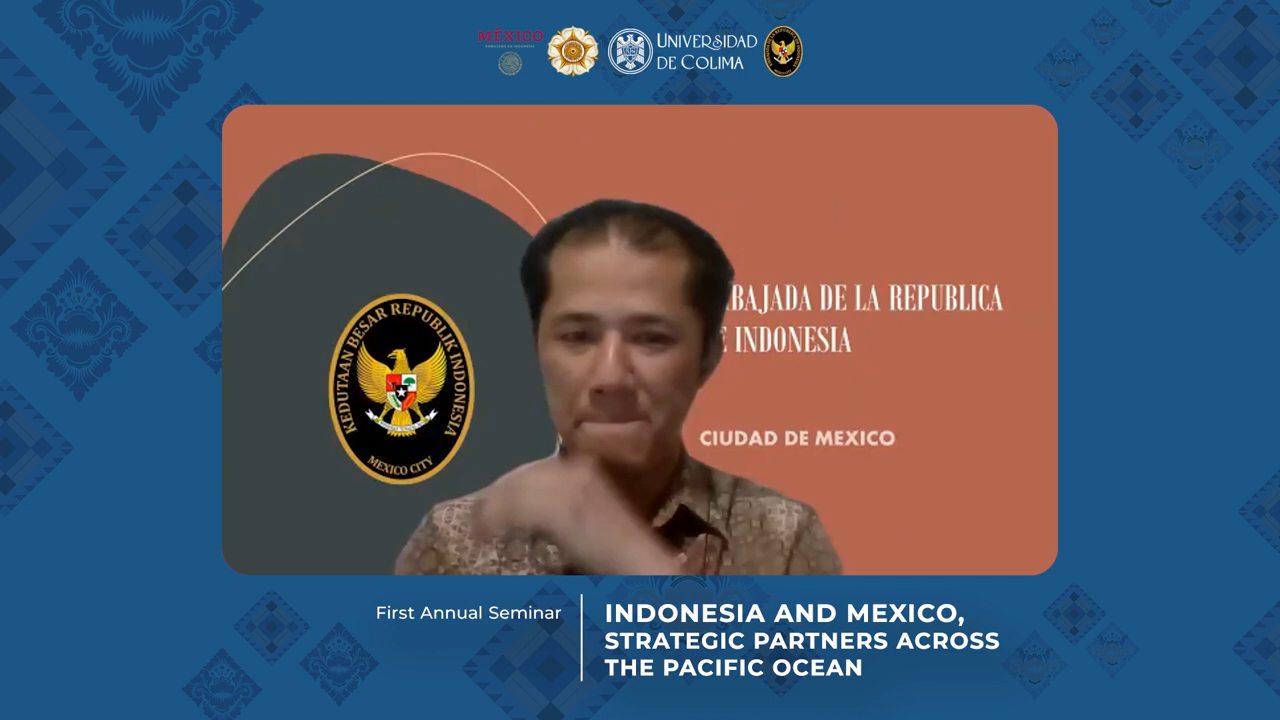 MÉXICO
UNIVERSIDAD
DE COLIMA
BAJADA DE LA REPUBLICA
E INDONESIA
KEDUTAAN BESAR REPUBLIK INDONESIA
MEXICO CITY
CIUDAD DE MEXICO
First Annual Seminar
INDONESIA AND MEXICO,
STRATEGIC PARTNERS ACROSS
THE PACIFIC OCEAN